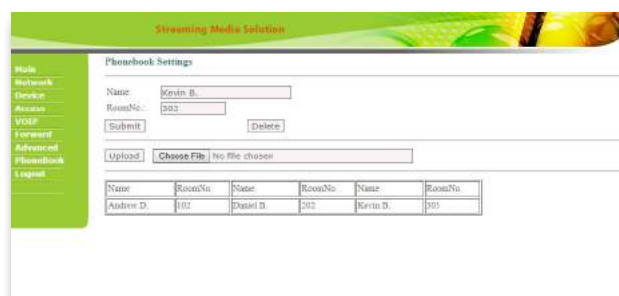 Streaming Media Solution
Main
Network
Device
Access
VOIP
Forward
Advanced
PhoneBook
Logout
Phonebook Settings
Name Kevin B.
RoomNo.: 303
Submit Delete
Upload Choose File No file chosen
Name RoomNo Name RoomNo Name RoomNo
Andrew D. 102 Daniel B. 202 Kevin B. 303